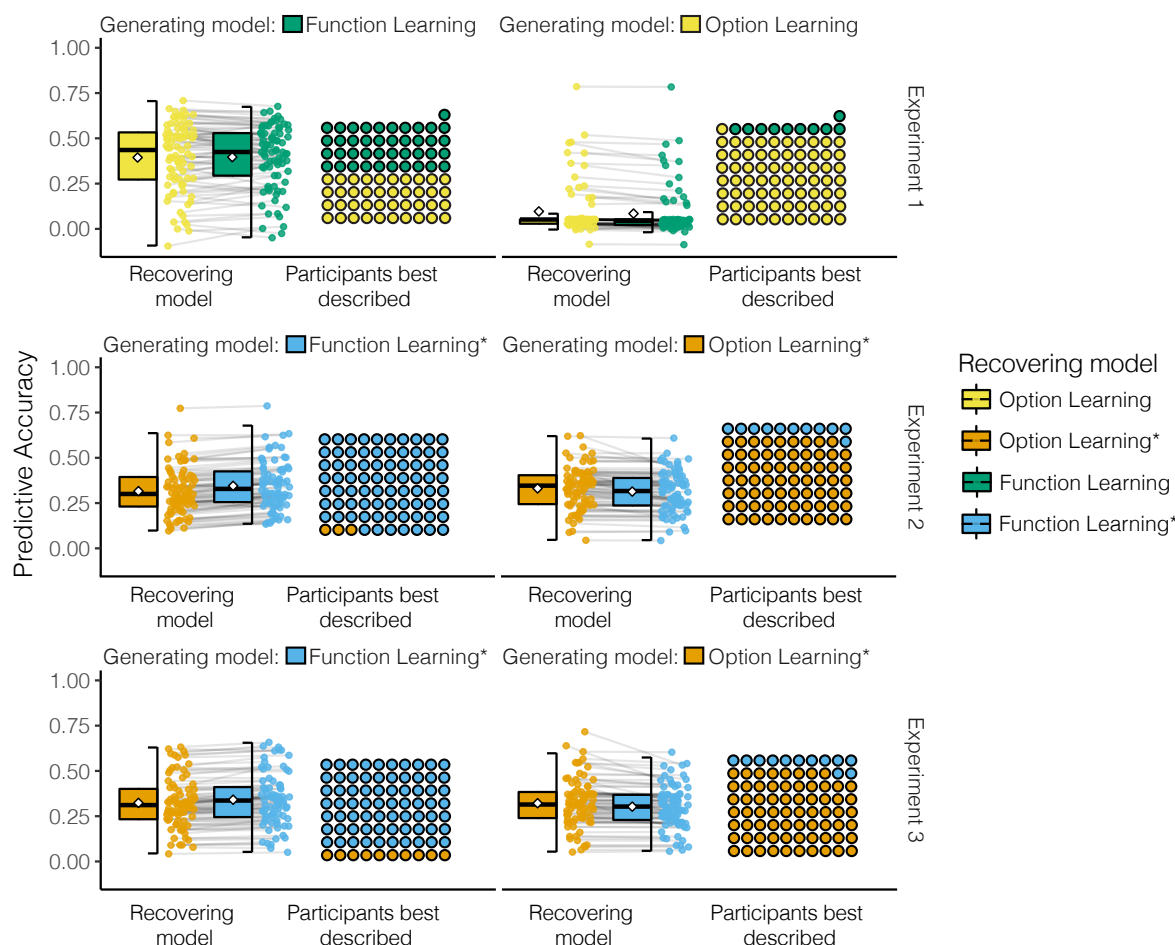 Generating model: Function Learning
Generating model: Option Learning
1.00
0.75
0.50
0.25
0.00
Experiment 1
Recovering model
Participants best described
Recovering model
Participants best described
Predictive Accuracy
Generating model: Function Learning*
Generating model: Option Learning*
1.00
0.75
0.50
0.25
0.00
Experiment 2
Recovering model
Participants best described
Recovering model
Participants best described
Generating model: Function Learning*
Generating model: Option Learning*
1.00
0.75
0.50
0.25
0.00
Experiment 3
Recovering model
Participants best described
Recovering model
Participants best described
Recovering model
Option Learning
Option Learning*
Function Learning
Function Learning*